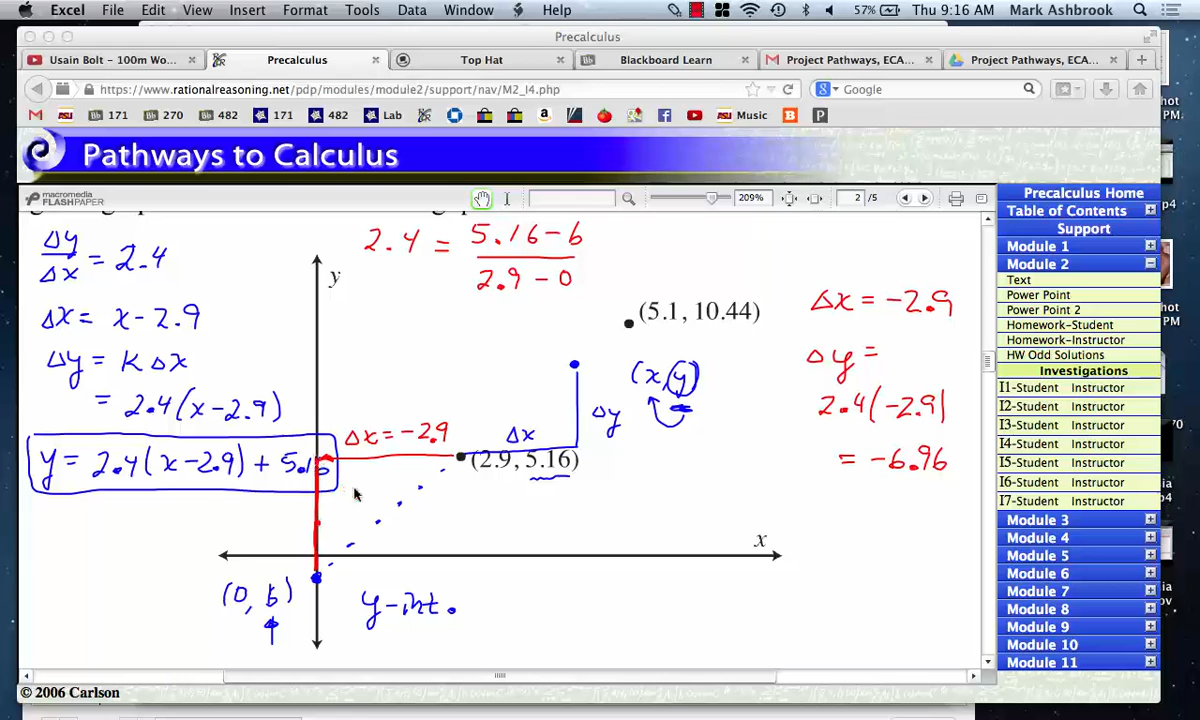 Excel File Edit View Insert Format Tools Data Window Help 57% Thu 9:16 AM Mark Ashbrook
Precalculus
Usain Bolt - 100m Wo... Precalculus Top Hat Blackboard Learn Project Pathways, ECA... Project Pathways, ECA...
https://www.rationalreasoning.net/pdp/modules/module2/support/nav/M2_I4.php Google
171 270 482 171 482 Lab Music
Pathways to Calculus
macromedia FLASHPAPER 209% 2 /5
Δy/Δx = 2.4
Δx = x - 2.9
Δy = K Δx
= 2.4(x-2.9)
y = 2.4(x-2.9) + 5.16
2.4 = (5.16 - b)/(2.9 - 0)
y
(5.1, 10.44)
(x, y)
Δx = -2.9
Δx
Δy
(2.9, 5.16)
x
(0, b)
y-int.
Δx = -2.9
Δy =
2.4(-2.9)
= -6.96
Precalculus Home
Table of Contents
Support
Module 1
Module 2
Text
Power Point
Power Point 2
Homework-Student
Homework-Instructor
HW Odd Solutions
Investigations
I1-Student Instructor
I2-Student Instructor
I3-Student Instructor
I4-Student Instructor
I5-Student Instructor
I6-Student Instructor
I7-Student Instructor
Module 3
Module 4
Module 5
Module 6
Module 7
Module 8
Module 9
Module 10
Module 11
© 2006 Carlson